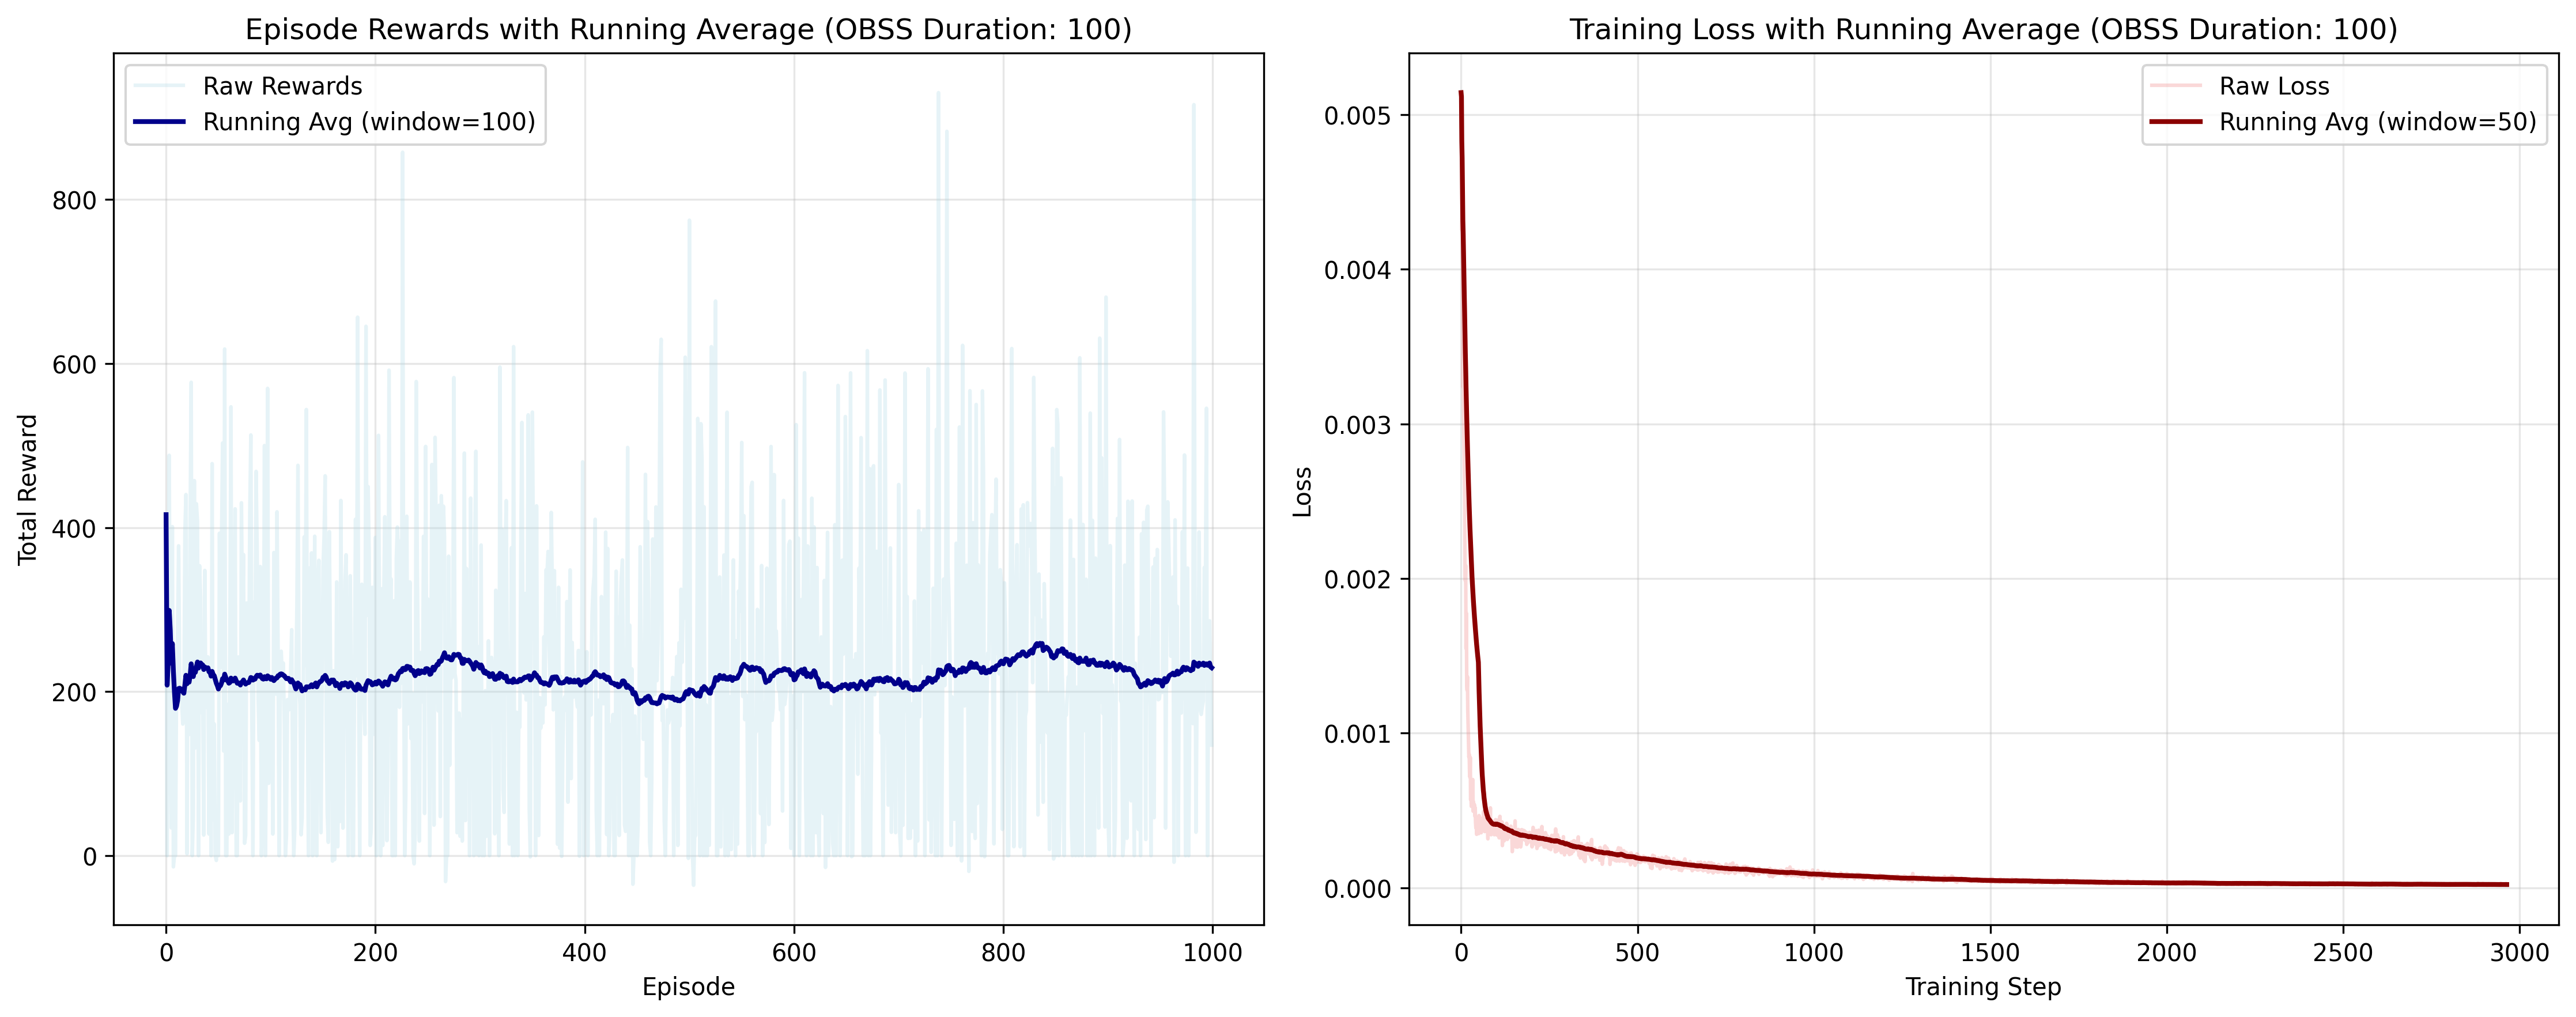 Episode Rewards with Running Average (OBSS Duration: 100)
Raw Rewards
Running Avg (window=100)
800
600
400
200
0
Total Reward
0 200 400 600 800 1000
Episode
Training Loss with Running Average (OBSS Duration: 100)
Raw Loss
Running Avg (window=50)
0.005
0.004
0.003
0.002
0.001
0.000
Loss
0 500 1000 1500 2000 2500 3000
Training Step